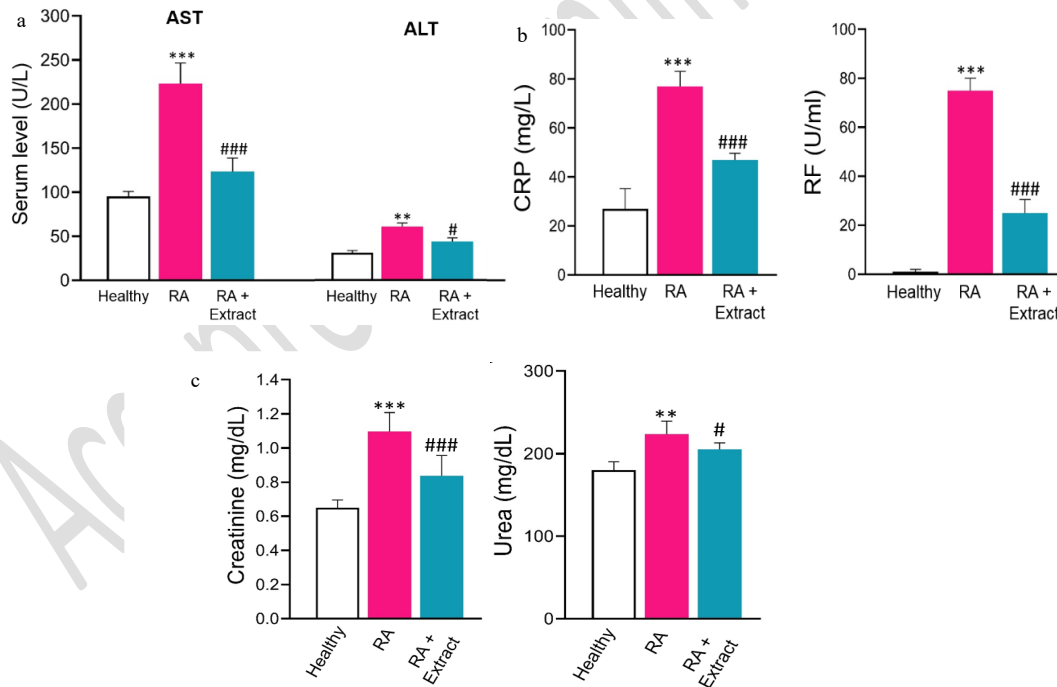 a
AST
ALT
Serum level (U/L)
300
250
200
150
100
50
0
***
###
**
#
Healthy
RA
RA +
Extract
Healthy
RA
RA +
Extract
b
CRP (mg/L)
100
80
60
40
20
0
***
###
Healthy
RA
RA +
Extract
RF (U/ml)
100
80
60
40
20
0
***
###
Healthy
RA
RA +
Extract
c
Creatinine (mg/dL)
1.4
1.2
1.0
0.8
0.6
0.4
0.2
0.0
***
###
Healthy
RA
RA +
Extract
Urea (mg/dL)
300
200
100
0
**
#
Healthy
RA
RA +
Extract